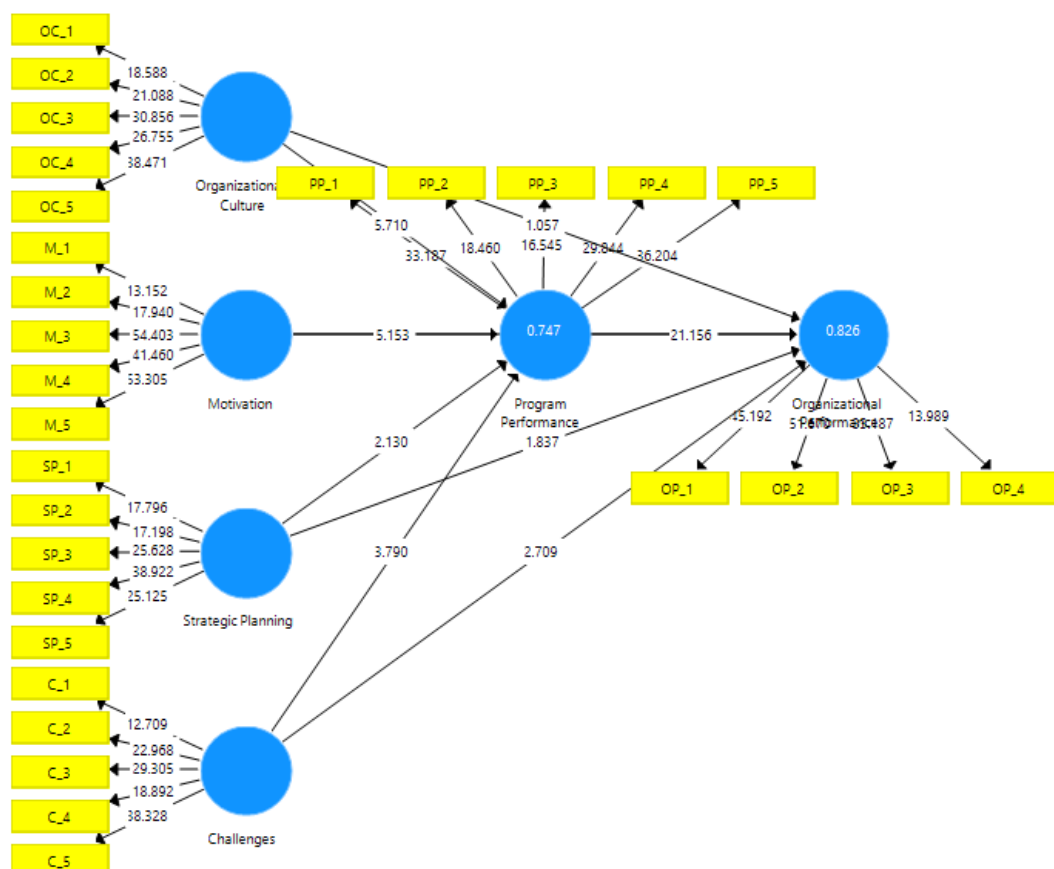 OC_1
OC_2
OC_3
OC_4
OC_5
18.588
21.088
30.856
26.755
38.471
Organizational
Culture
PP_1
PP_2
PP_3
PP_4
PP_5
5.710
33.187
18.460
1.057
16.545
29.844
36.204
M_1
M_2
M_3
M_4
M_5
13.152
17.940
54.403
41.460
53.305
Motivation
5.153
0.747
Program
Performance
21.156
0.826
Organizational
Performance
45.192
13.989
OP_1
OP_2
OP_3
OP_4
SP_1
SP_2
SP_3
SP_4
SP_5
17.796
17.198
25.628
38.922
25.125
Strategic Planning
2.130
1.837
3.790
2.709
C_1
C_2
C_3
C_4
C_5
12.709
22.968
29.305
18.892
38.328
Challenges